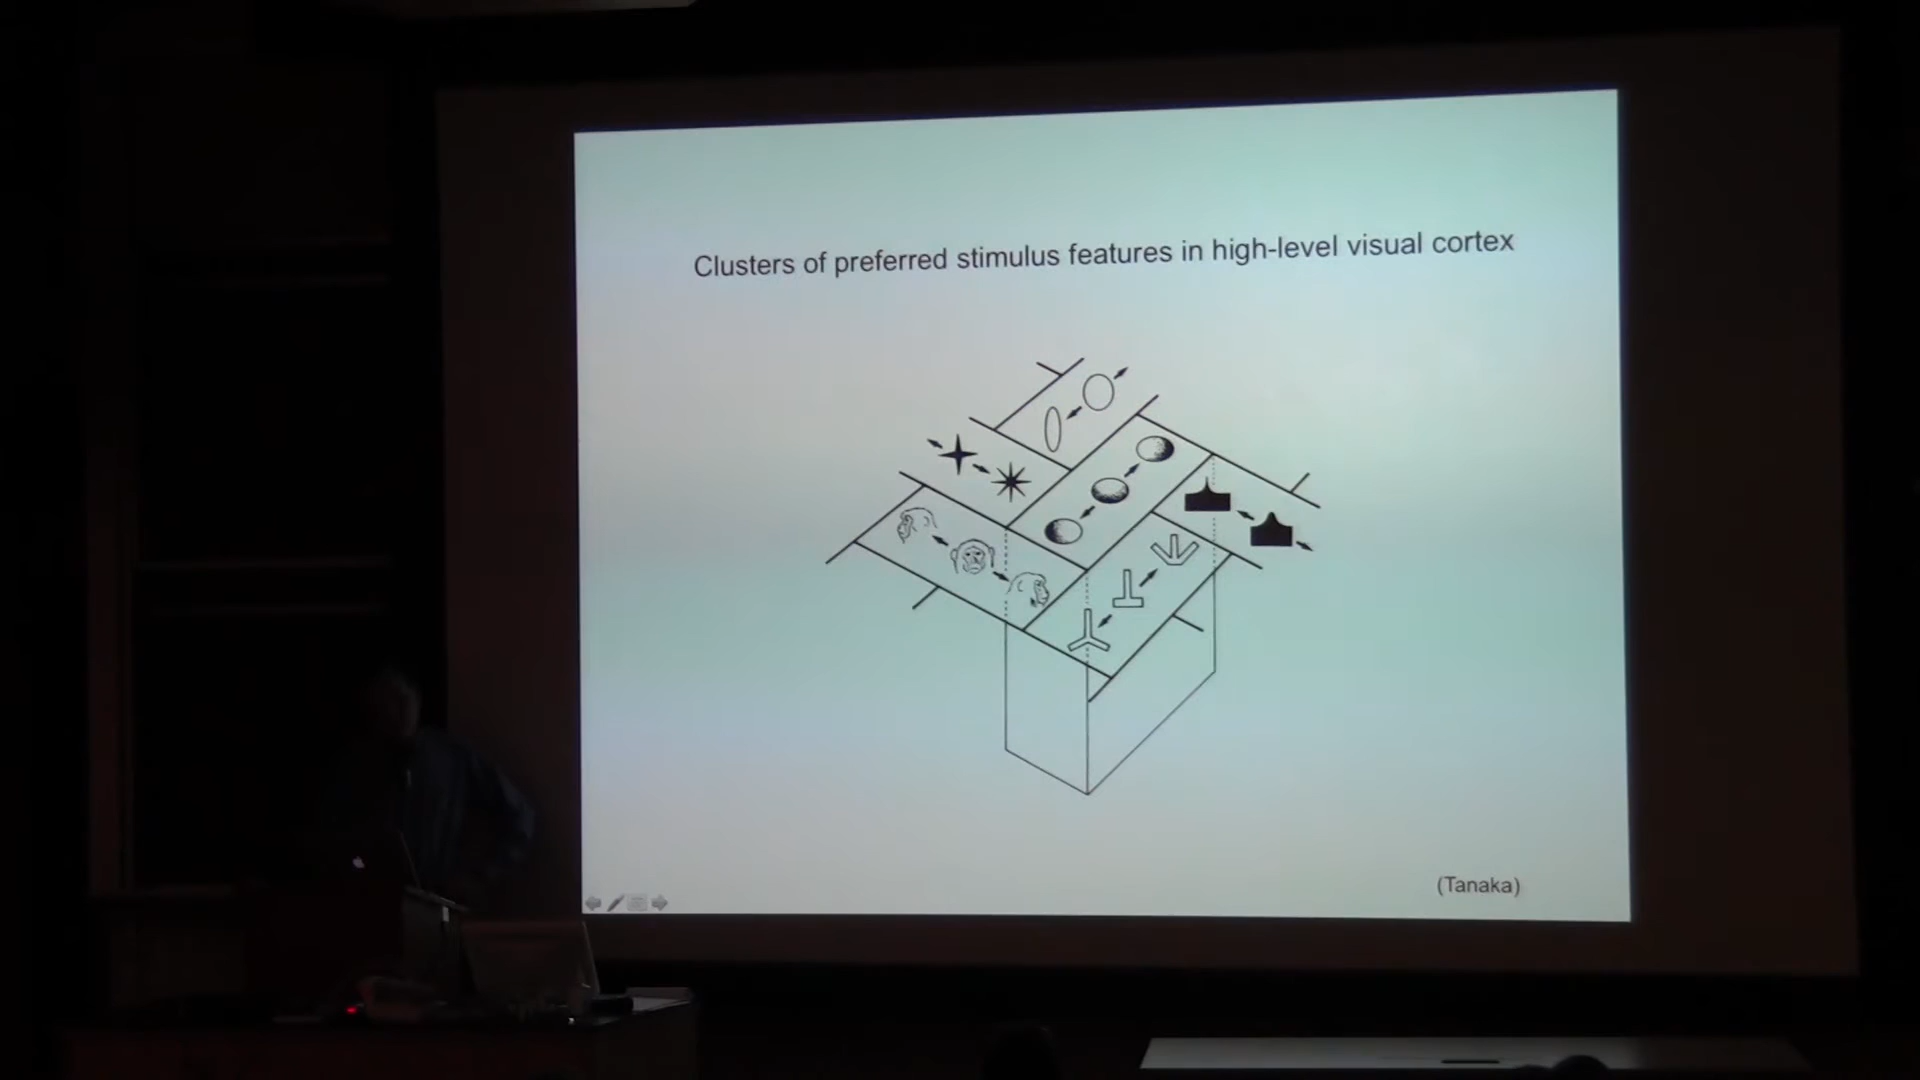 Clusters of preferred stimulus features in high-level visual cortex
(Tanaka)